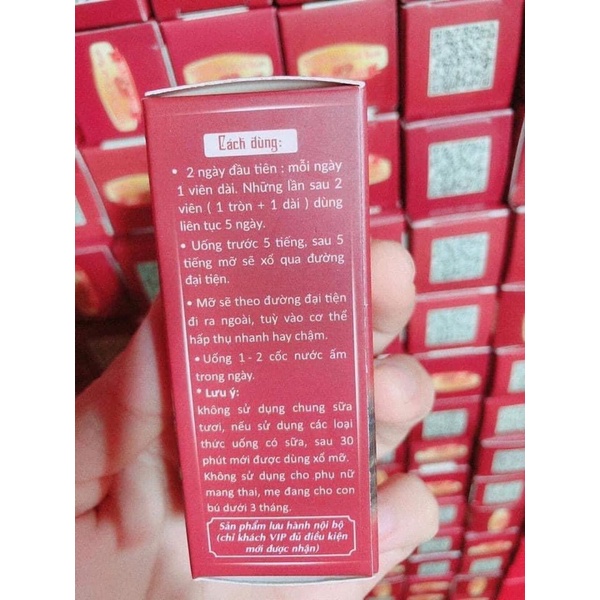 Cách dùng:
• 2 ngày đầu tiên : mỗi ngày
1 viên dài. Những lần sau 2
viên ( 1 tròn + 1 dài ) dùng
liên tục 5 ngày.
• Uống trước 5 tiếng, sau 5
tiếng mỡ sẽ xổ qua đường
đại tiện.
• Mỡ sẽ theo đường đại tiện
đi ra ngoài, tuỳ vào cơ thể
hấp thụ nhanh hay chậm.
• Uống 1 - 2 cốc nước ấm
trong ngày.
* Lưu ý:
không sử dụng chung sữa
tươi, nếu sử dụng các loại
thức uống có sữa, sau 30
phút mới được dùng xổ mỡ.
Không sử dụng cho phụ nữ
mang thai, mẹ đang cho con
bú dưới 3 tháng.
Sản phẩm lưu hành nội bộ
(chỉ khách VIP đủ điều kiện
mới được nhận)